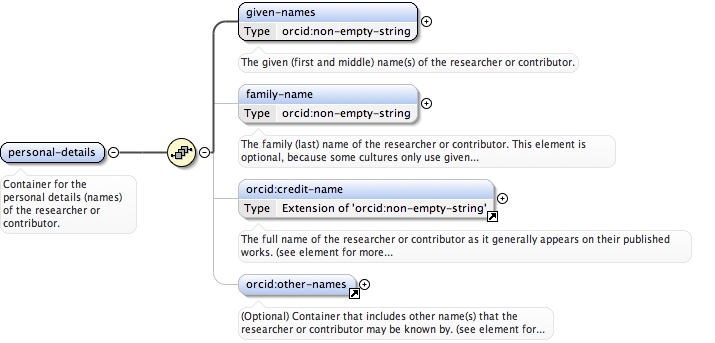 given-names
Type orcid:non-empty-string
The given (first and middle) name(s) of the researcher or contributor.
family-name
Type orcid:non-empty-string
The family (last) name of the researcher or contributor. This element is
optional, because some cultures only use given...
personal-details
Container for the
personal details (names)
of the researcher or
contributor.
orcid:credit-name
Type Extension of 'orcid:non-empty-string'
The full name of the researcher or contributor as it generally appears on their published
works. (see element for more...
orcid:other-names
(Optional) Container that includes other name(s) that the
researcher or contributor may be known by. (see element for...